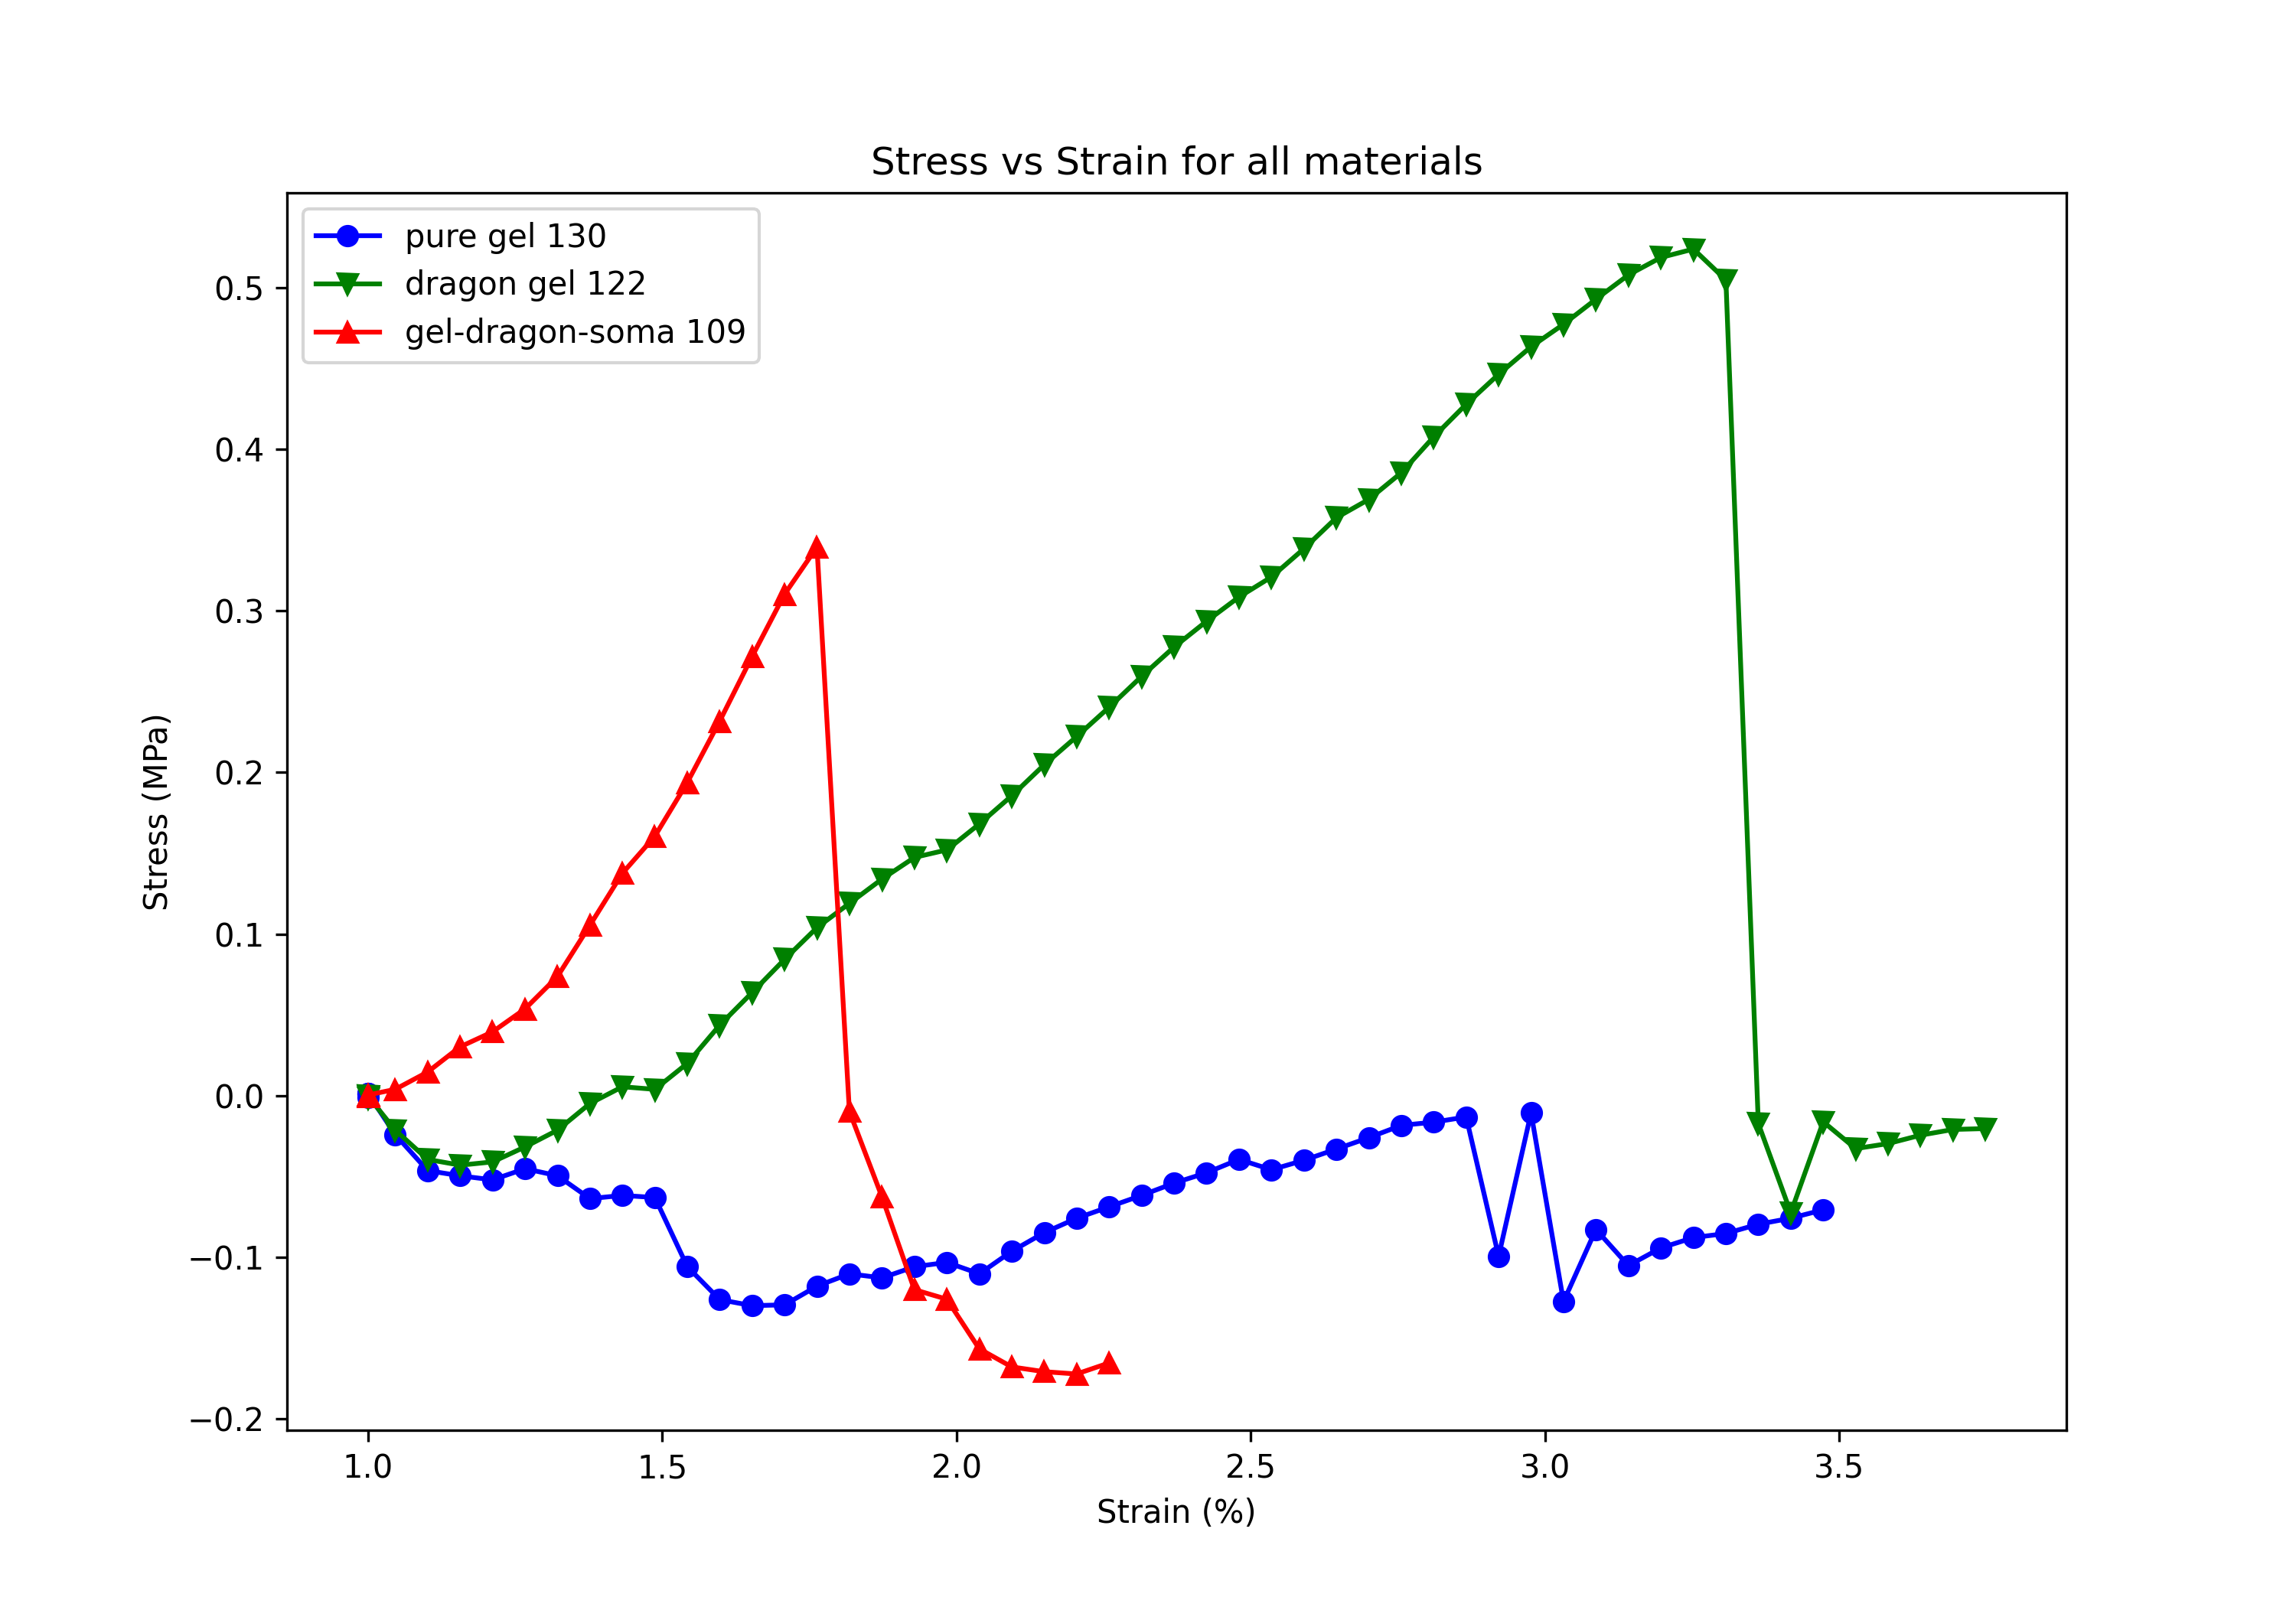 Stress vs Strain for all materials
pure gel 130
dragon gel 122
gel-dragon-soma 109
Stress (MPa)
0.5
0.4
0.3
0.2
0.1
0.0
−0.1
−0.2
1.0 1.5 2.0 2.5 3.0 3.5
Strain (%)